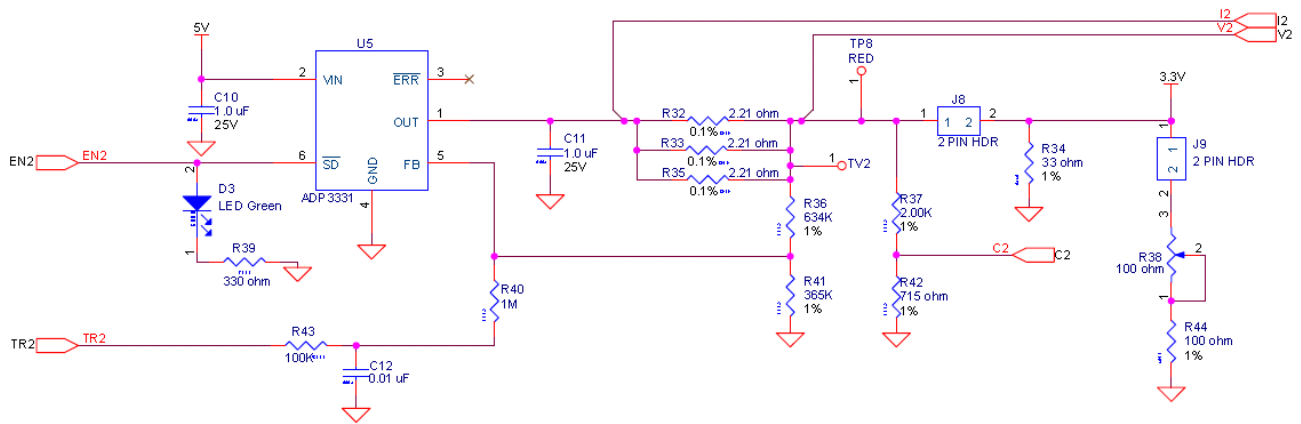 I2
I2
V2
V2
5V
U5
TP8
RED
1
3.3V
2
VIN
ERR
3
C10
1.0 uF
25V
OUT
1
R32
2.21 ohm
0.1%
J8
1
1 2
2
2 PIN HDR
1
J9
1
2
2 PIN HDR
2
C11
1.0 uF
25V
R33
2.21 ohm
0.1%
R34
33 ohm
1%
EN2
EN2
6
SD
GND
FB
5
1
TV2
R35
2.21 ohm
0.1%
2
D3
LED Green
1
ADP3331
4
R36
634K
1%
R37
2.00K
1%
3
R39
330 ohm
C2
C2
R38
100 ohm
2
1
R40
1M
R41
365K
1%
R42
715 ohm
1%
TR2
TR2
R43
100K
C12
0.01 uF
R44
100 ohm
1%